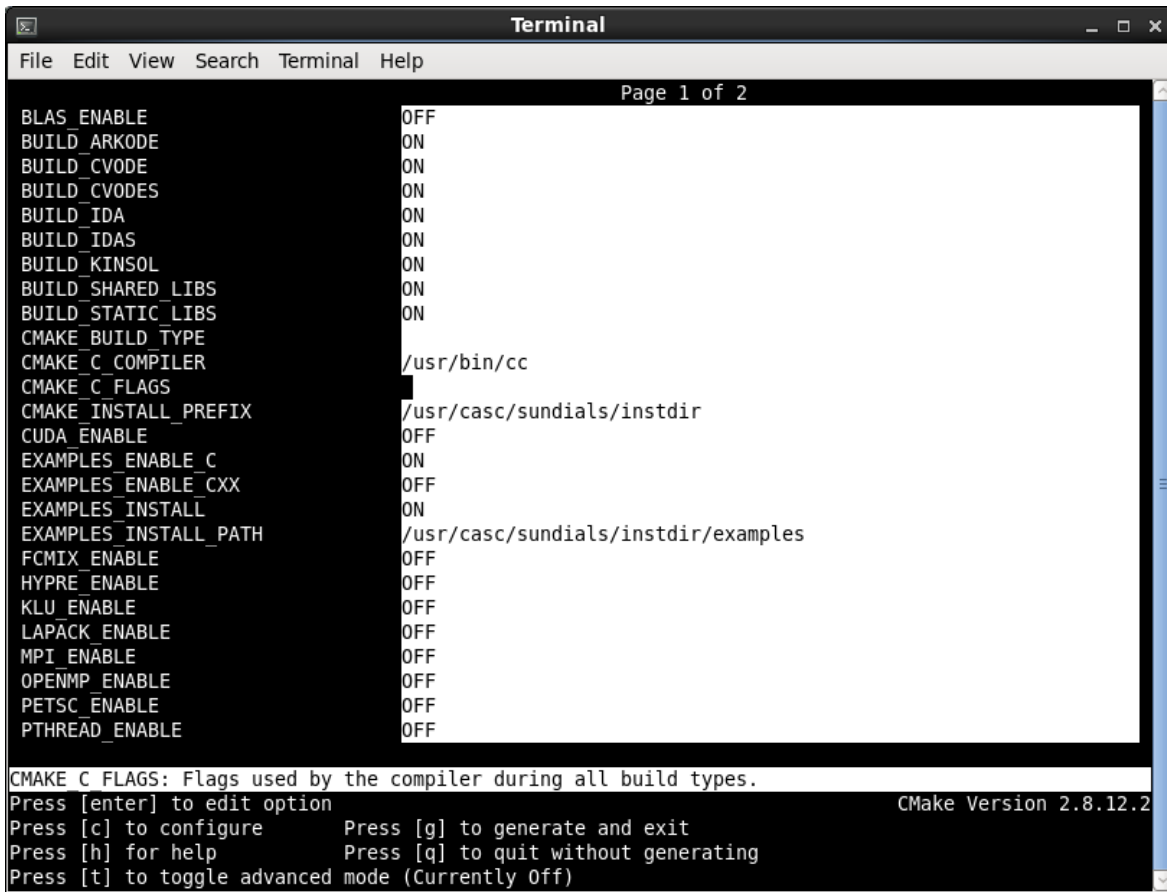 Terminal
File Edit View Search Terminal Help
Page 1 of 2
BLAS_ENABLE OFF
BUILD_ARKODE ON
BUILD_CVODE ON
BUILD_CVODES ON
BUILD_IDA ON
BUILD_IDAS ON
BUILD_KINSOL ON
BUILD_SHARED_LIBS ON
BUILD_STATIC_LIBS ON
CMAKE_BUILD_TYPE
CMAKE_C_COMPILER /usr/bin/cc
CMAKE_C_FLAGS
CMAKE_INSTALL_PREFIX /usr/casc/sundials/instdir
CUDA_ENABLE OFF
EXAMPLES_ENABLE_C ON
EXAMPLES_ENABLE_CXX OFF
EXAMPLES_INSTALL ON
EXAMPLES_INSTALL_PATH /usr/casc/sundials/instdir/examples
FCMIX_ENABLE OFF
HYPRE_ENABLE OFF
KLU_ENABLE OFF
LAPACK_ENABLE OFF
MPI_ENABLE OFF
OPENMP_ENABLE OFF
PETSC_ENABLE OFF
PTHREAD_ENABLE OFF
CMAKE_C_FLAGS: Flags used by the compiler during all build types.
Press [enter] to edit option CMake Version 2.8.12.2
Press [c] to configure Press [g] to generate and exit
Press [h] for help Press [q] to quit without generating
Press [t] to toggle advanced mode (Currently Off)